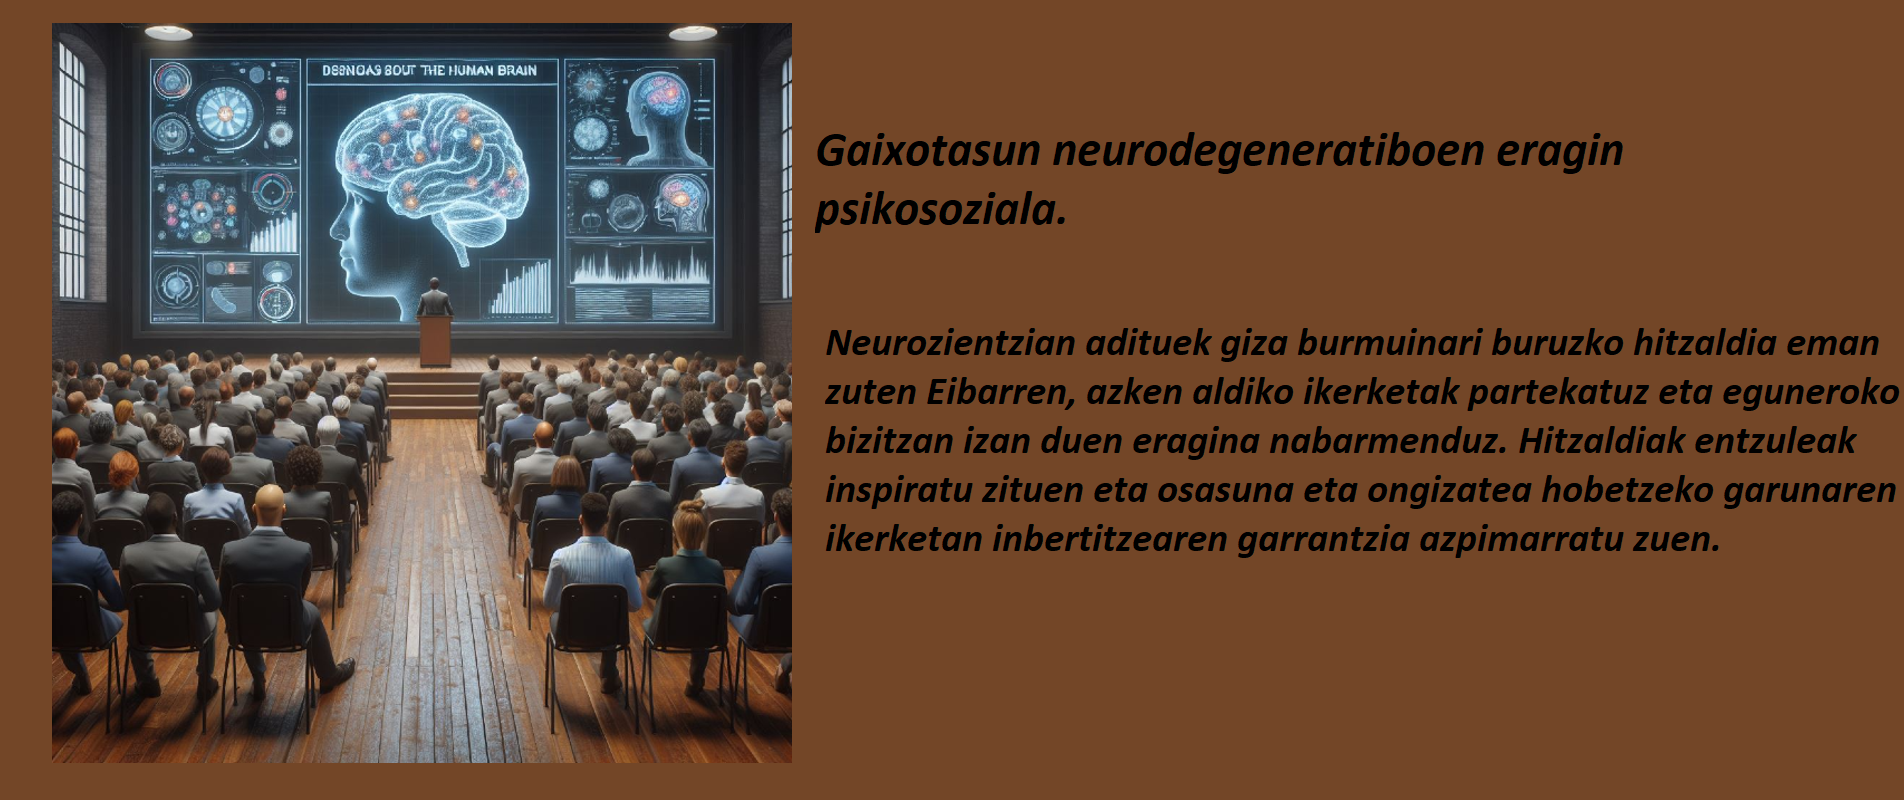 DBBNOAS BOUT THE HUMAN BRAIN
Gaixotasun neurodegeneratiboen eragin
psikosoziala.
Neurozientzian adituek giza burmuinari buruzko hitzaldia eman
zuten Eibarren, azken aldiko ikerketak partekatuz eta eguneroko
bizitzan izan duen eragina nabarmenduz. Hitzaldiak entzuleak
inspiratu zituen eta osasuna eta ongizatea hobetzeko garunaren
ikerketan inbertitzearen garrantzia azpimarratu zuen.